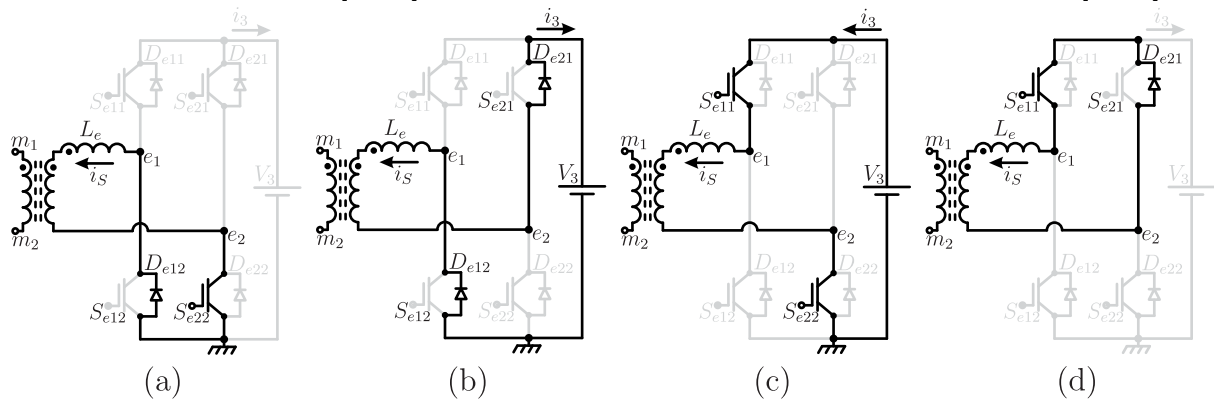 i3 i3 i3 i3
De11 De21 De11 De21 De11 De21 De11 De21
Se11 Se21 Se11 Se21 Se11 Se21 Se11 Se21
m1 Le e1 m1 Le e1 m1 Le e1 m1 Le e1
iS V3 iS V3 iS V3 iS V3
m2 e2 m2 e2 m2 e2 m2 e2
De12 De22 De12 De22 De12 De22 De12 De22
Se12 Se22 Se12 Se22 Se12 Se22 Se12 Se22
(a) (b) (c) (d)